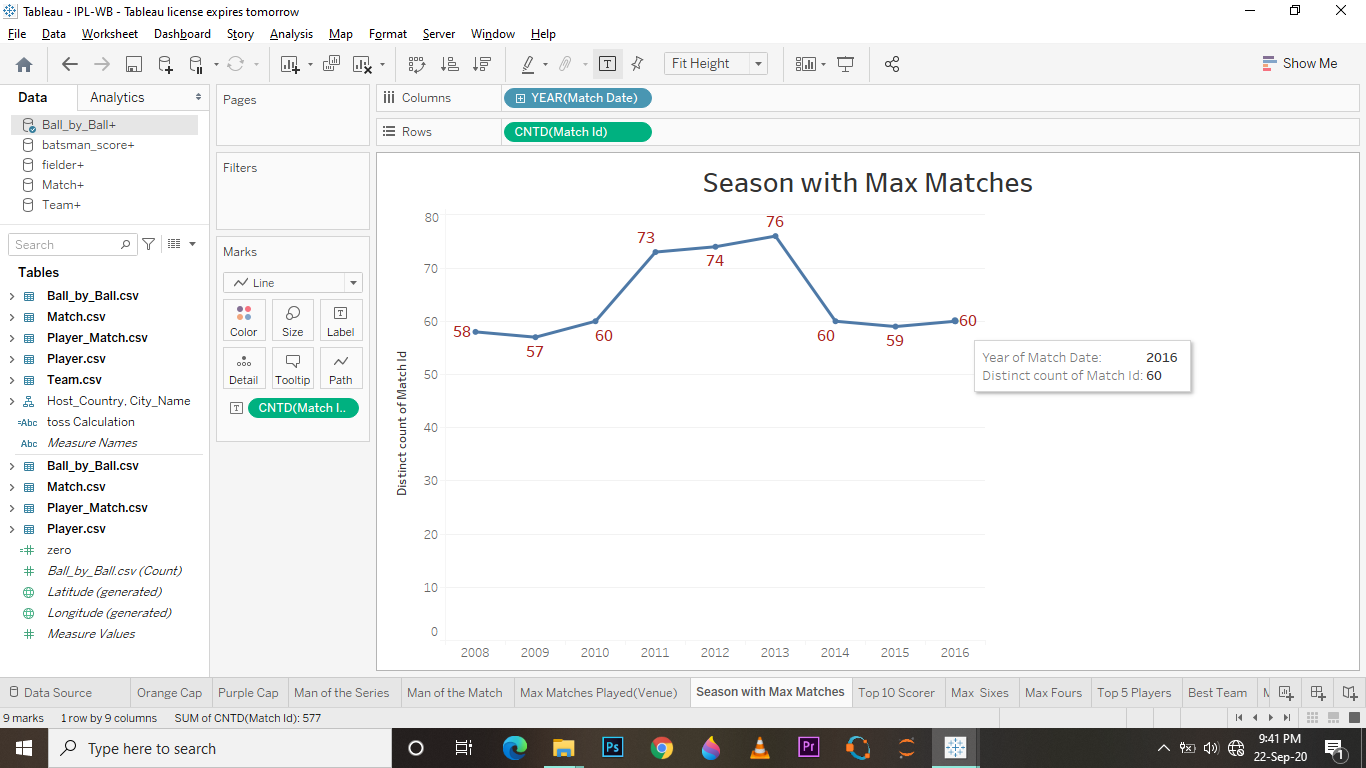 Tableau - IPL-WB - Tableau license expires tomorrow
File Data Worksheet Dashboard Story Analysis Map Format Server Window Help
Fit Height
Show Me
Data Analytics
Ball_by_Ball+
batsman_score+
fielder+
Match+
Team+
Search
Tables
Ball_by_Ball.csv
Match.csv
Player_Match.csv
Player.csv
Team.csv
Host_Country, City_Name
=Abc toss Calculation
Abc Measure Names
Ball_by_Ball.csv
Match.csv
Player_Match.csv
Player.csv
=# zero
# Ball_by_Ball.csv (Count)
Latitude (generated)
Longitude (generated)
# Measure Values
Pages
Filters
Marks
Line
Color Size Label
Detail Tooltip Path
CNTD(Match I..
Columns YEAR(Match Date)
Rows CNTD(Match Id)
Season with Max Matches
Distinct count of Match Id
80
70
60
50
40
30
20
10
0
58
57
60
73
74
76
60
59
60
Year of Match Date: 2016
Distinct count of Match Id: 60
2008 2009 2010 2011 2012 2013 2014 2015 2016
Data Source Orange Cap Purple Cap Man of the Series Man of the Match Max Matches Played(Venue) Season with Max Matches Top 10 Scorer Max Sixes Max Fours Top 5 Players Best Team
9 marks 1 row by 9 columns SUM of CNTD(Match Id): 577
Type here to search
Ps
Pr
9:41 PM
22-Sep-20
1